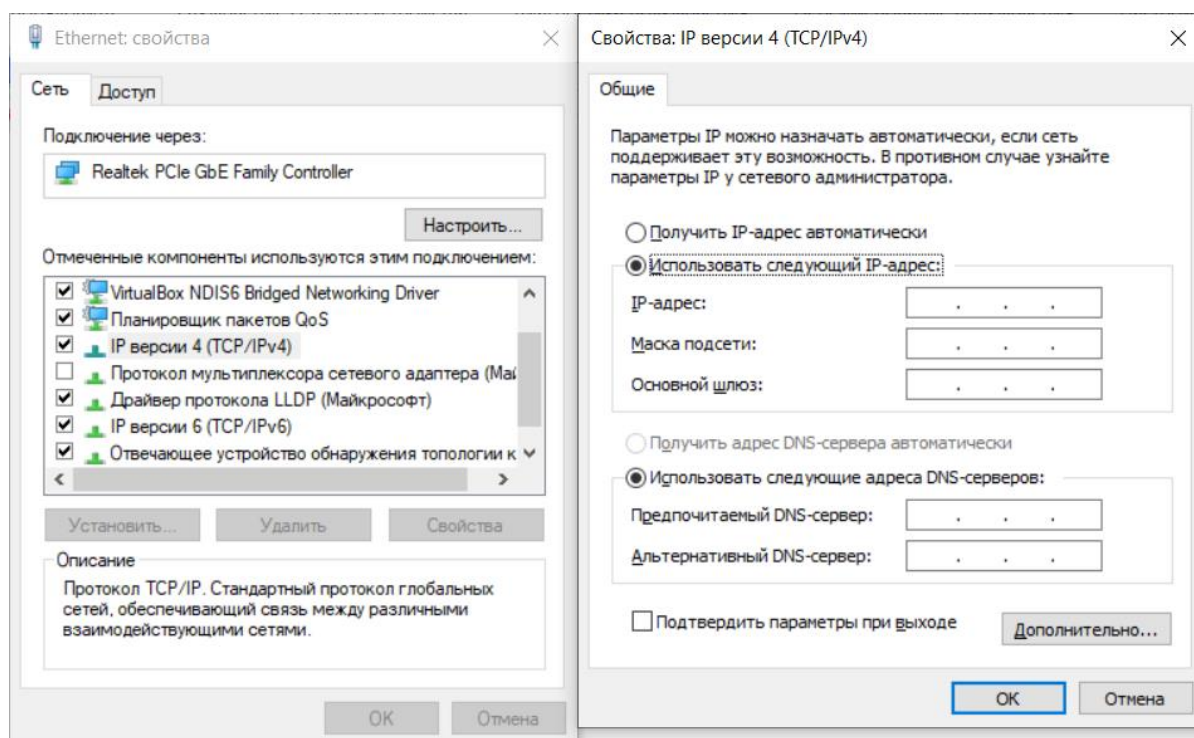 Ethernet: свойства
Сеть
Доступ
Подключение через:
Realtek PCIe GbE Family Controller
Настроить...
Отмеченные компоненты используются этим подключением:
VirtualBox NDIS6 Bridged Networking Driver
Планировщик пакетов QoS
IP версии 4 (TCP/IPv4)
Протокол мультиплексора сетевого адаптера (Май
Драйвер протокола LLDP (Майкрософт)
IP версии 6 (TCP/IPv6)
Отвечающее устройство обнаружения топологии к
Установить...
Удалить
Свойства
Описание
Протокол TCP/IP. Стандартный протокол глобальных
сетей, обеспечивающий связь между различными
взаимодействующими сетями.
ОК
Отмена
Свойства: IP версии 4 (TCP/IPv4)
Общие
Параметры IP можно назначать автоматически, если сеть
поддерживает эту возможность. В противном случае узнайте
параметры IP у сетевого администратора.
Получить IP-адрес автоматически
Использовать следующий IP-адрес:
IP-адрес:
Маска подсети:
Основной шлюз:
Получить адрес DNS-сервера автоматически
Использовать следующие адреса DNS-серверов:
Предпочитаемый DNS-сервер:
Альтернативный DNS-сервер:
Подтвердить параметры при выходе
Дополнительно...
ОК
Отмена